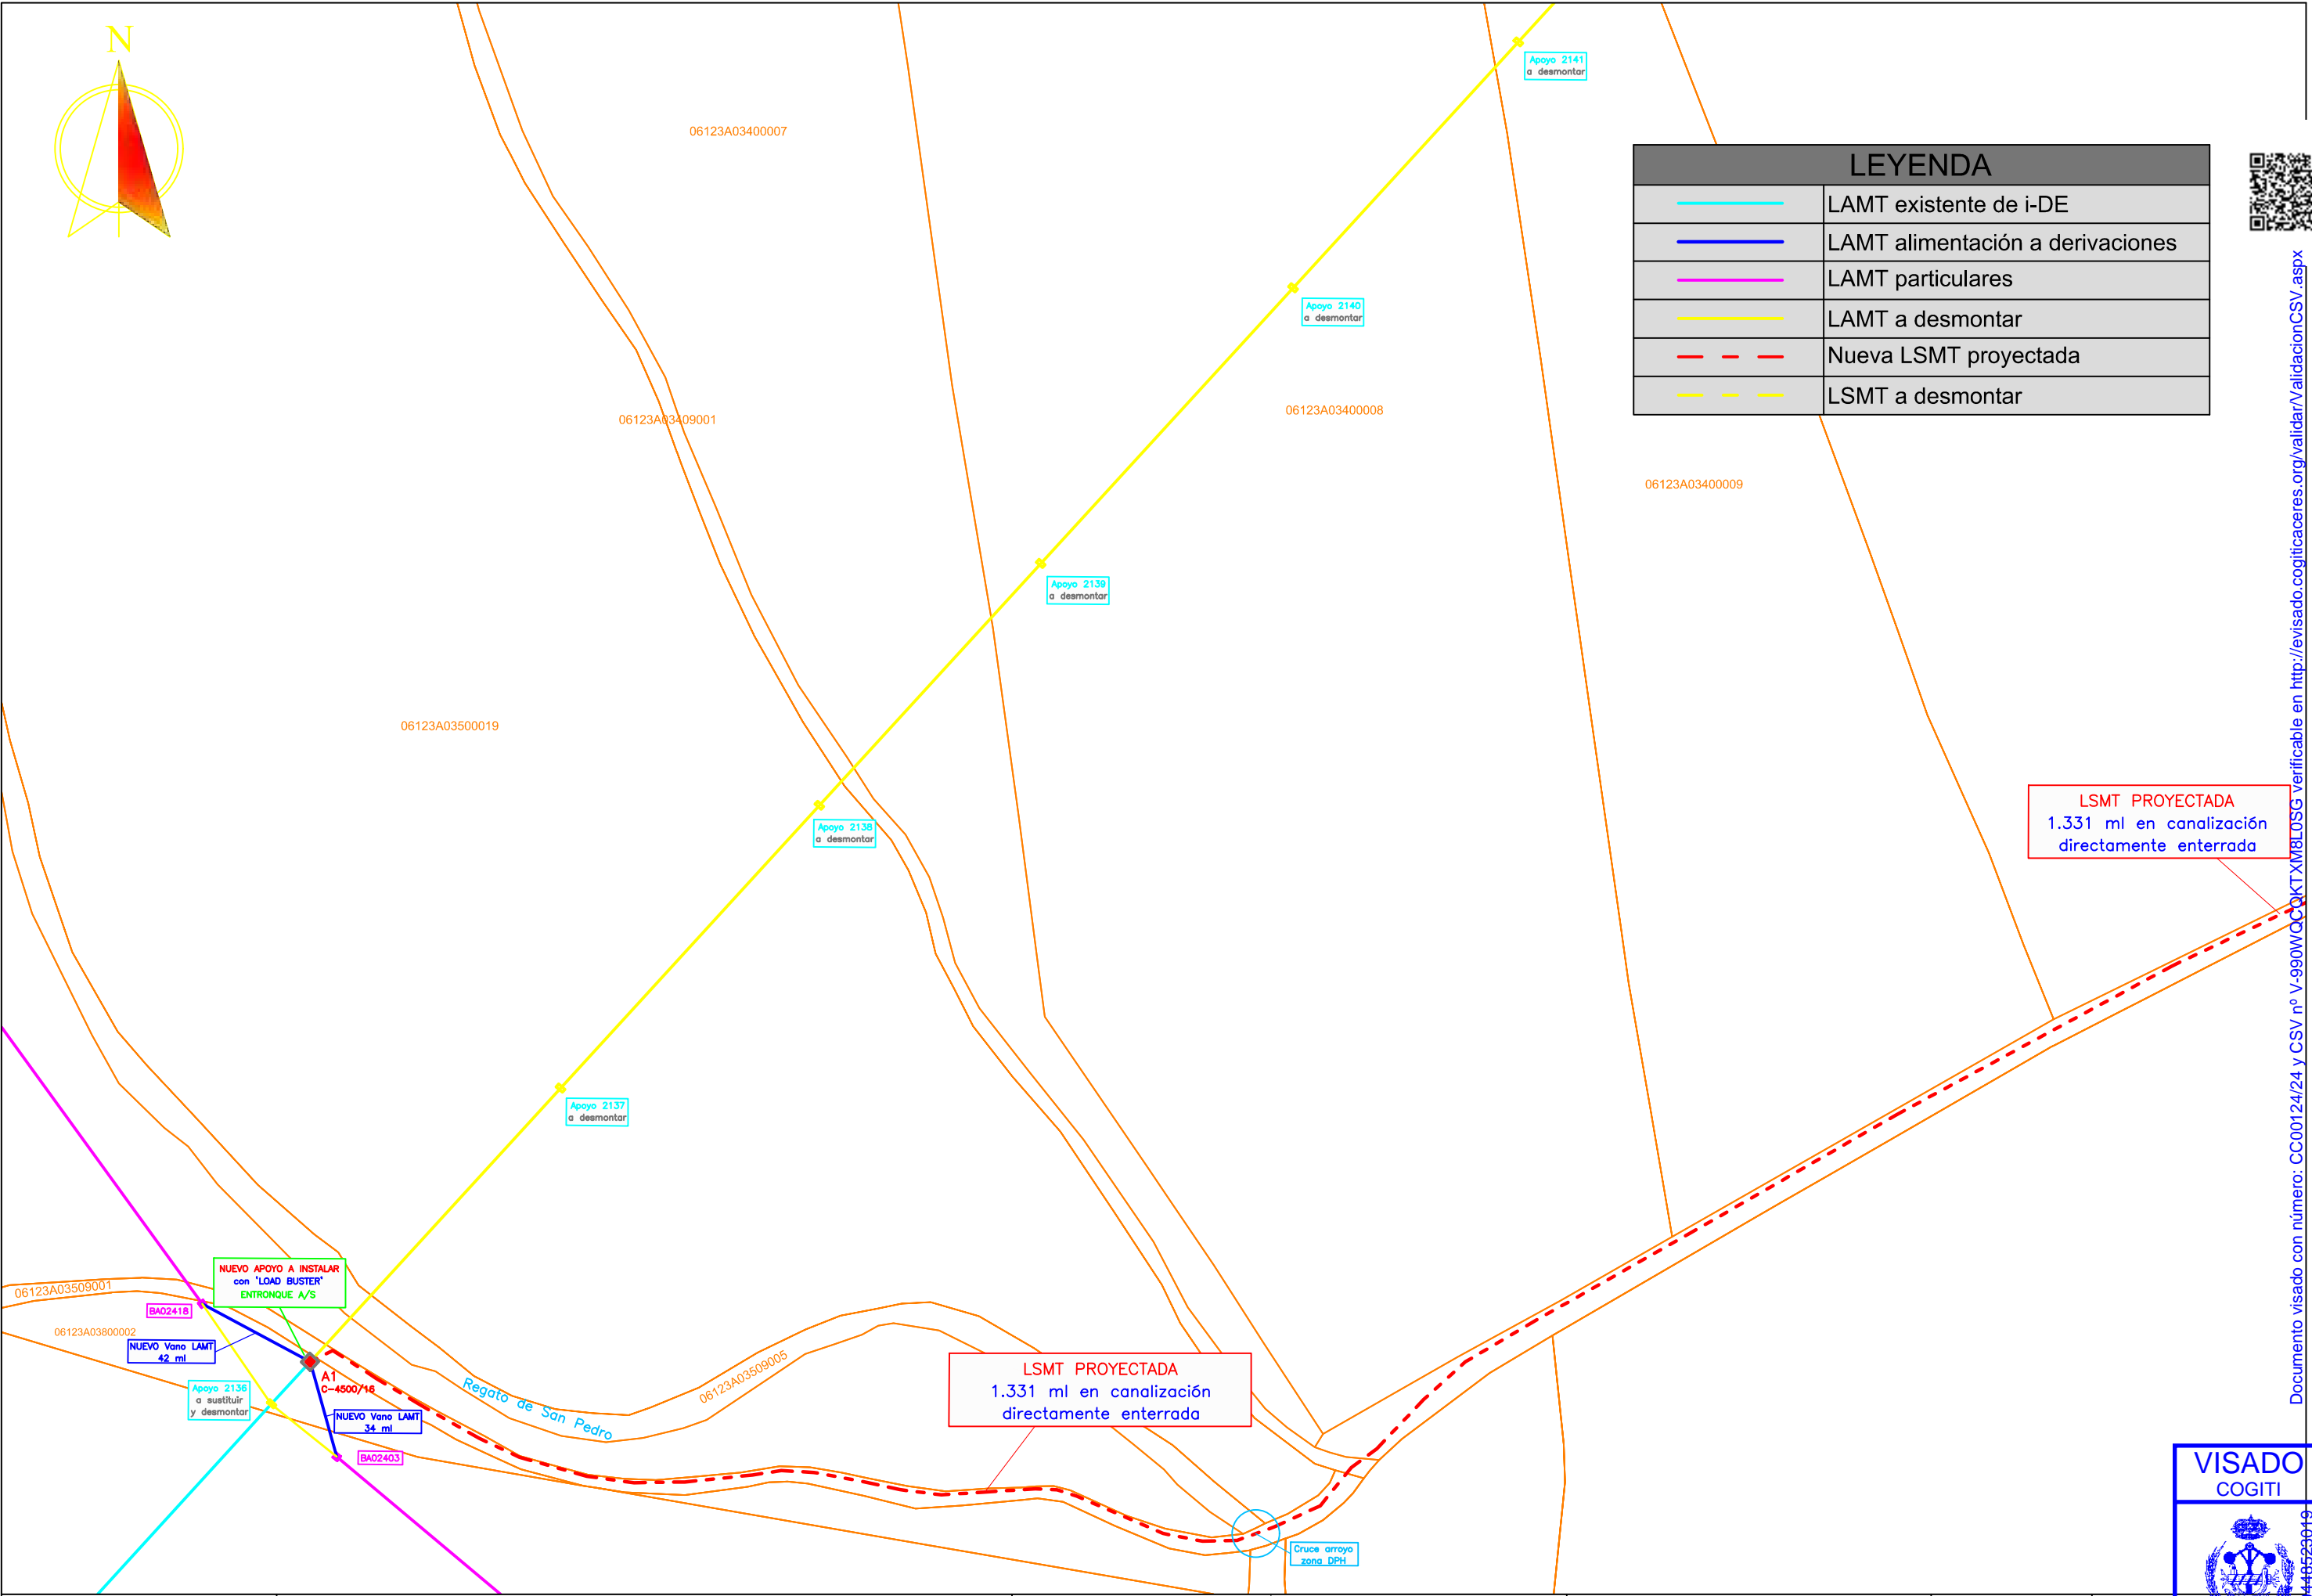 N
Apoyo 2141
a desmontar
06123A03400007
LEYENDA
LAMT existente de i-DE
LAMT alimentación a derivaciones
LAMT particulares
LAMT a desmontar
Nueva LSMT proyectada
LSMT a desmontar
Apoyo 2140
a desmontar
06123A03409001
06123A03400008
06123A03400009
Apoyo 2139
a desmontar
06123A03500019
Apoyo 2138
a desmontar
LSMT PROYECTADA
1.331 ml en canalización
directamente enterrada
Apoyo 2137
a desmontar
NUEVO APOYO A INSTALAR
con 'LOAD BUSTER'
ENTRONQUE A/S
06123A03509001
BA02418
06123A03800002
NUEVO Vano LAMT
42 ml
A1
C-4500/16
Apoyo 2136
a sustituir
y desmontar
NUEVO Vano LAMT
34 ml
BA02403
Regato de San Pedro
06123A03509005
LSMT PROYECTADA
1.331 ml en canalización
directamente enterrada
Cruce arroyo
zona DPH
Documento visado con número: CC00124/24 y CSV nº V-990WQCQKTXM8L0SG verificable en http://evisado.cogiticaceres.org/validar/ValidacionCSV.aspx
VISADO
COGITI